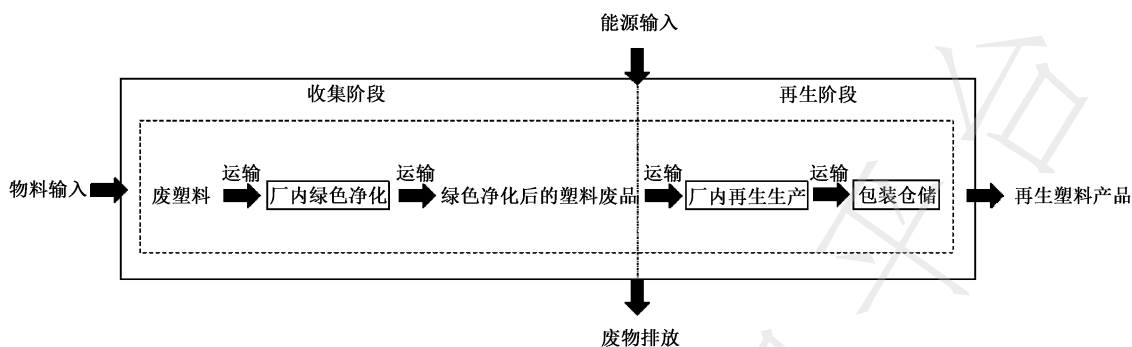 能源输入
收集阶段
再生阶段
运输
运输
运输
运输
物料输入
废塑料
厂内绿色净化
绿色净化后的塑料废品
厂内再生生产
包装仓储
再生塑料产品
废物排放